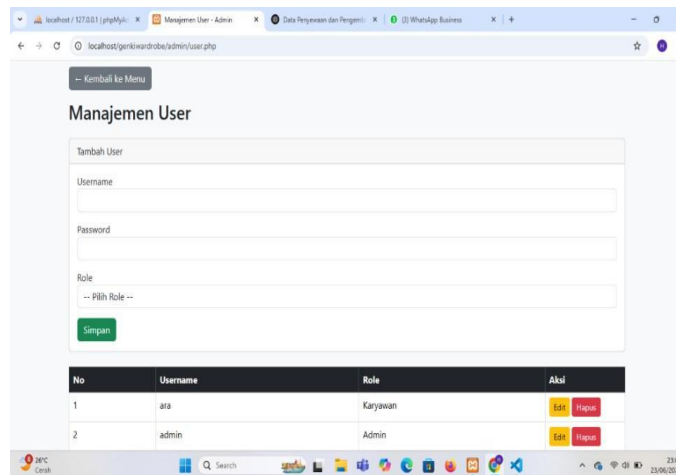 localhost / 127.0.0.1 | phpMyA
Manajemen User - Admin
Data Penyewaan dan Pengemb
(3) WhatsApp Business
localhost/genkiwardrobe/admin/user.php
← Kembali ke Menu
Manajemen User
Tambah User
Username
Password
Role
-- Pilih Role --
Simpan
No Username Role Aksi
1 ara Karyawan Edit Hapus
2 admin Admin Edit Hapus
26°C
Cerah
Search